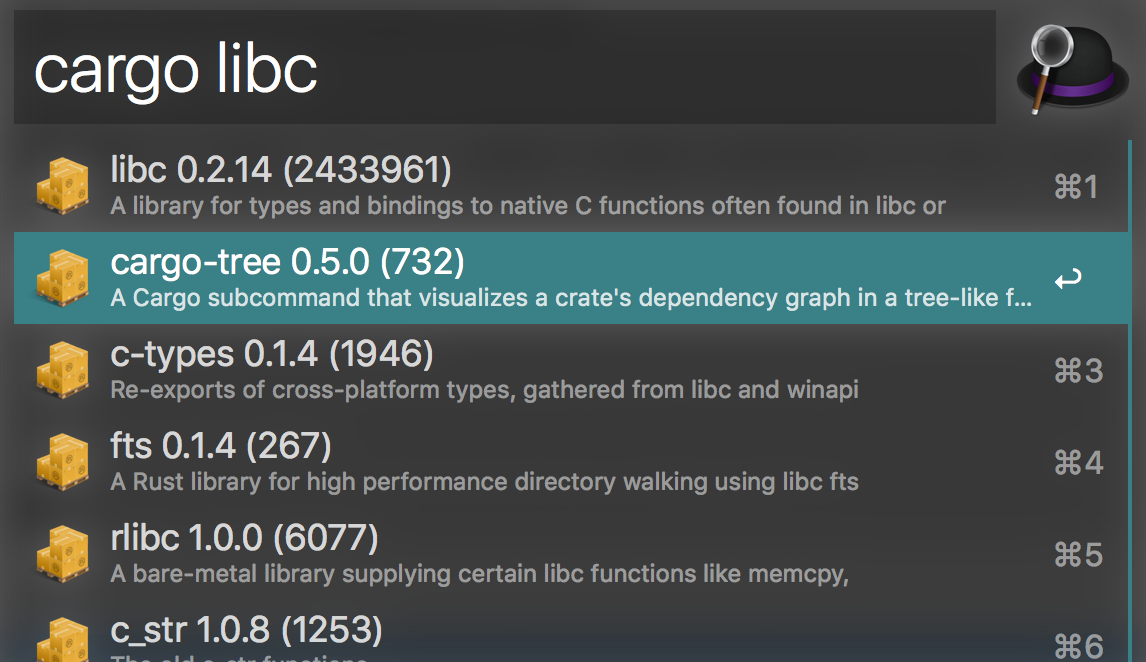 cargo libc
libc 0.2.14 (2433961)
A library for types and bindings to native C functions often found in libc or
⌘1
cargo-tree 0.5.0 (732)
A Cargo subcommand that visualizes a crate's dependency graph in a tree-like f...
c-types 0.1.4 (1946)
Re-exports of cross-platform types, gathered from libc and winapi
⌘3
fts 0.1.4 (267)
A Rust library for high performance directory walking using libc fts
⌘4
rlibc 1.0.0 (6077)
A bare-metal library supplying certain libc functions like memcpy,
⌘5
c_str 1.0.8 (1253)
The old c_str functions
⌘6